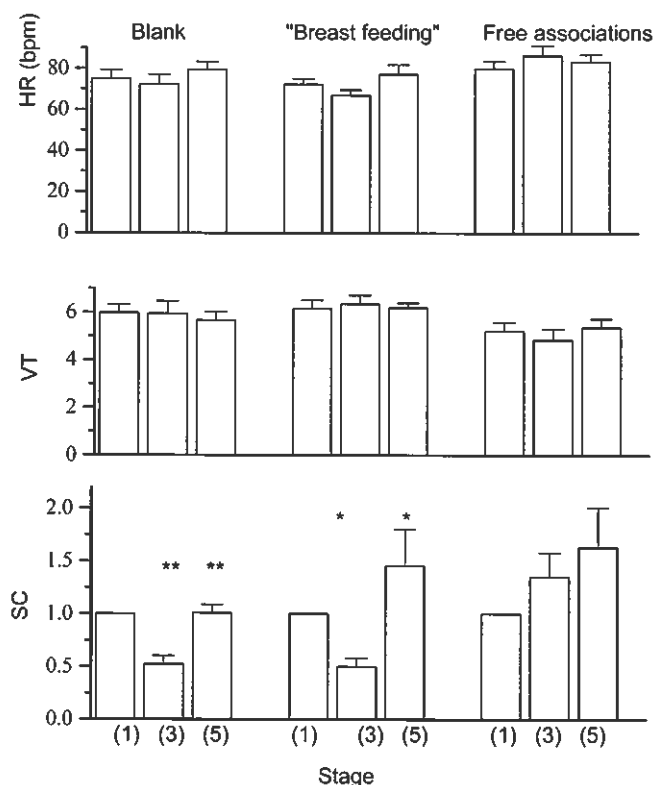 Blank "Breast feeding" Free associations
HR (bpm)
80
60
40
20
0
VT
6
4
2
0
SC
2.0
1.5
1.0
0.5
0.0
** ** * *
(1) (3) (5) (1) (3) (5) (1) (3) (5)
Stage